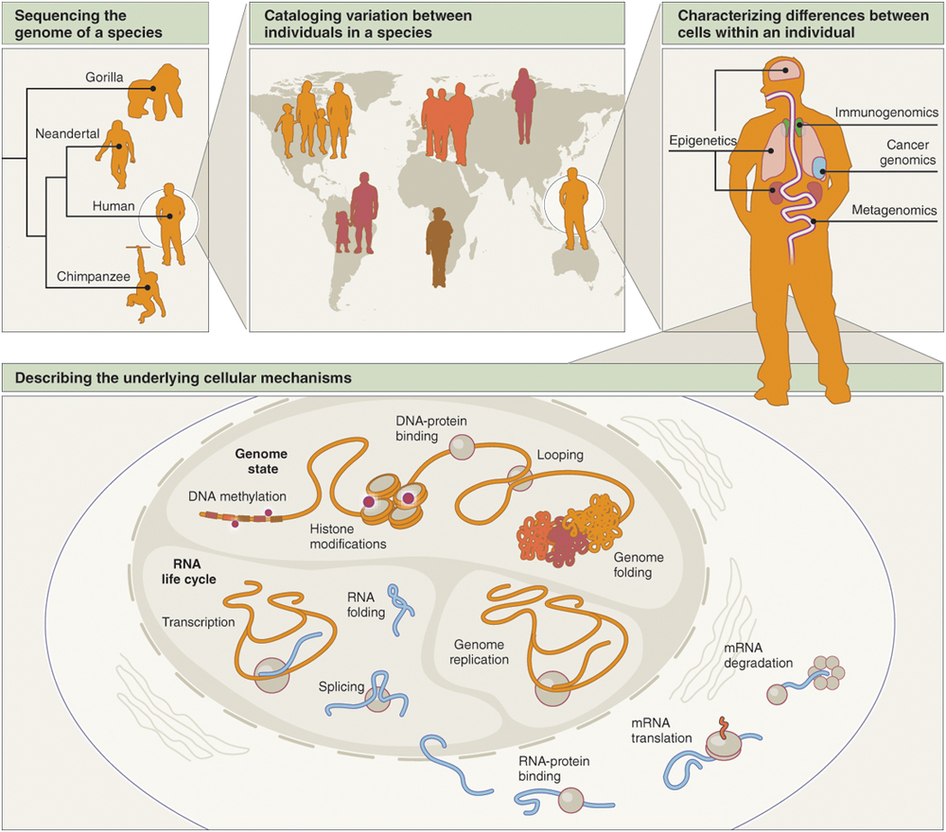 Sequencing the
genome of a species
Cataloging variation between
individuals in a species
Characterizing differences between
cells within an individual
Gorilla
Neandertal
Human
Chimpanzee
Epigenetics
Immunogenomics
Cancer
genomics
Metagenomics
Describing the underlying cellular mechanisms
Genome
state
DNA methylation
Histone
modifications
DNA-protein
binding
Looping
Genome
folding
RNA
life cycle
Transcription
RNA
folding
Splicing
Genome
replication
RNA-protein
binding
mRNA
translation
mRNA
degradation